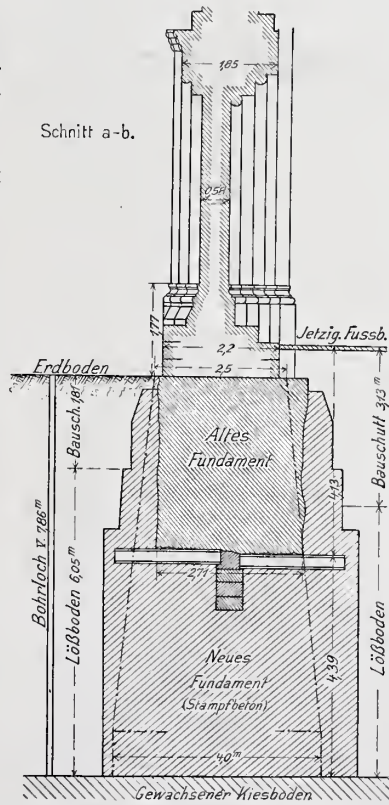 1,85
Schnitt a-b.
0,58
1,77
Jetzig. Fussb.
2,2
2,5
Erdboden
Bausch. 1,81
Bauschutt 3,13 m
Altes
Fundament
4,13
Bohrloch V. 7,86 m
Lößboden 6,05 m
2,71
Neues
Fundament
(Stampfbeton)
4,39
Lößboden
4,0 m
Gewachsener Kiesboden